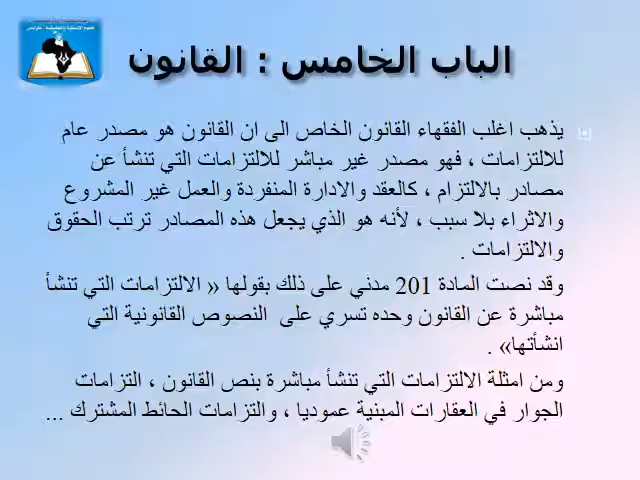 الباب الخامس : القانون
يذهب اغلب الفقهاء القانون الخاص الى ان القانون هو مصدر عام
للالتزامات ، فهو مصدر غير مباشر للالتزامات التي تنشأ عن
مصادر بالالتزام ، كالعقد والادارة المنفردة والعمل غير المشروع
والاثراء بلا سبب ، لأنه هو الذي يجعل هذه المصادر ترتب الحقوق
والالتزامات .
وقد نصت المادة 201 مدني على ذلك بقولها « الالتزامات التي تنشأ
مباشرة عن القانون وحده تسري على النصوص القانونية التي
انشأتها» .
ومن امثلة الالتزامات التي تنشأ مباشرة بنص القانون ، التزامات
الجوار في العقارات المبنية عموديا ، والتزامات الحائط المشترك ...